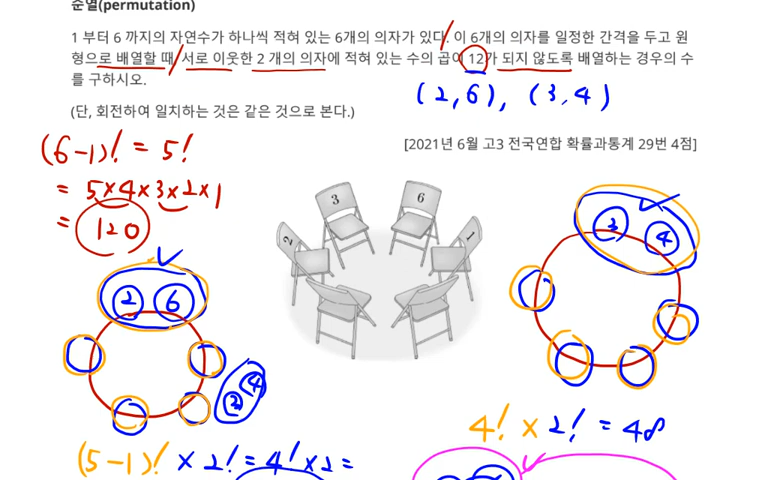 순열(permutation)
1 부터 6 까지의 자연수가 하나씩 적혀 있는 6개의 의자가 있다. 이 6개의 의자를 일정한 간격을 두고 원
형으로 배열할 때, 서로 이웃한 2 개의 의자에 적혀 있는 수의 곱이 12가 되지 않도록 배열하는 경우의 수
를 구하시오.
(2, 6), (3, 4)
(단, 회전하여 일치하는 것은 같은 것으로 본다.)
[2021년 6월 고3 전국연합 확률과통계 29번 4점]
(6-1)! = 5!
= 5×4×3×2×1
= 120
3 6
2 1
3 4
2 6
3 4
4! × 2! = 48
(5-1)! × 2! = 4! × 2 =